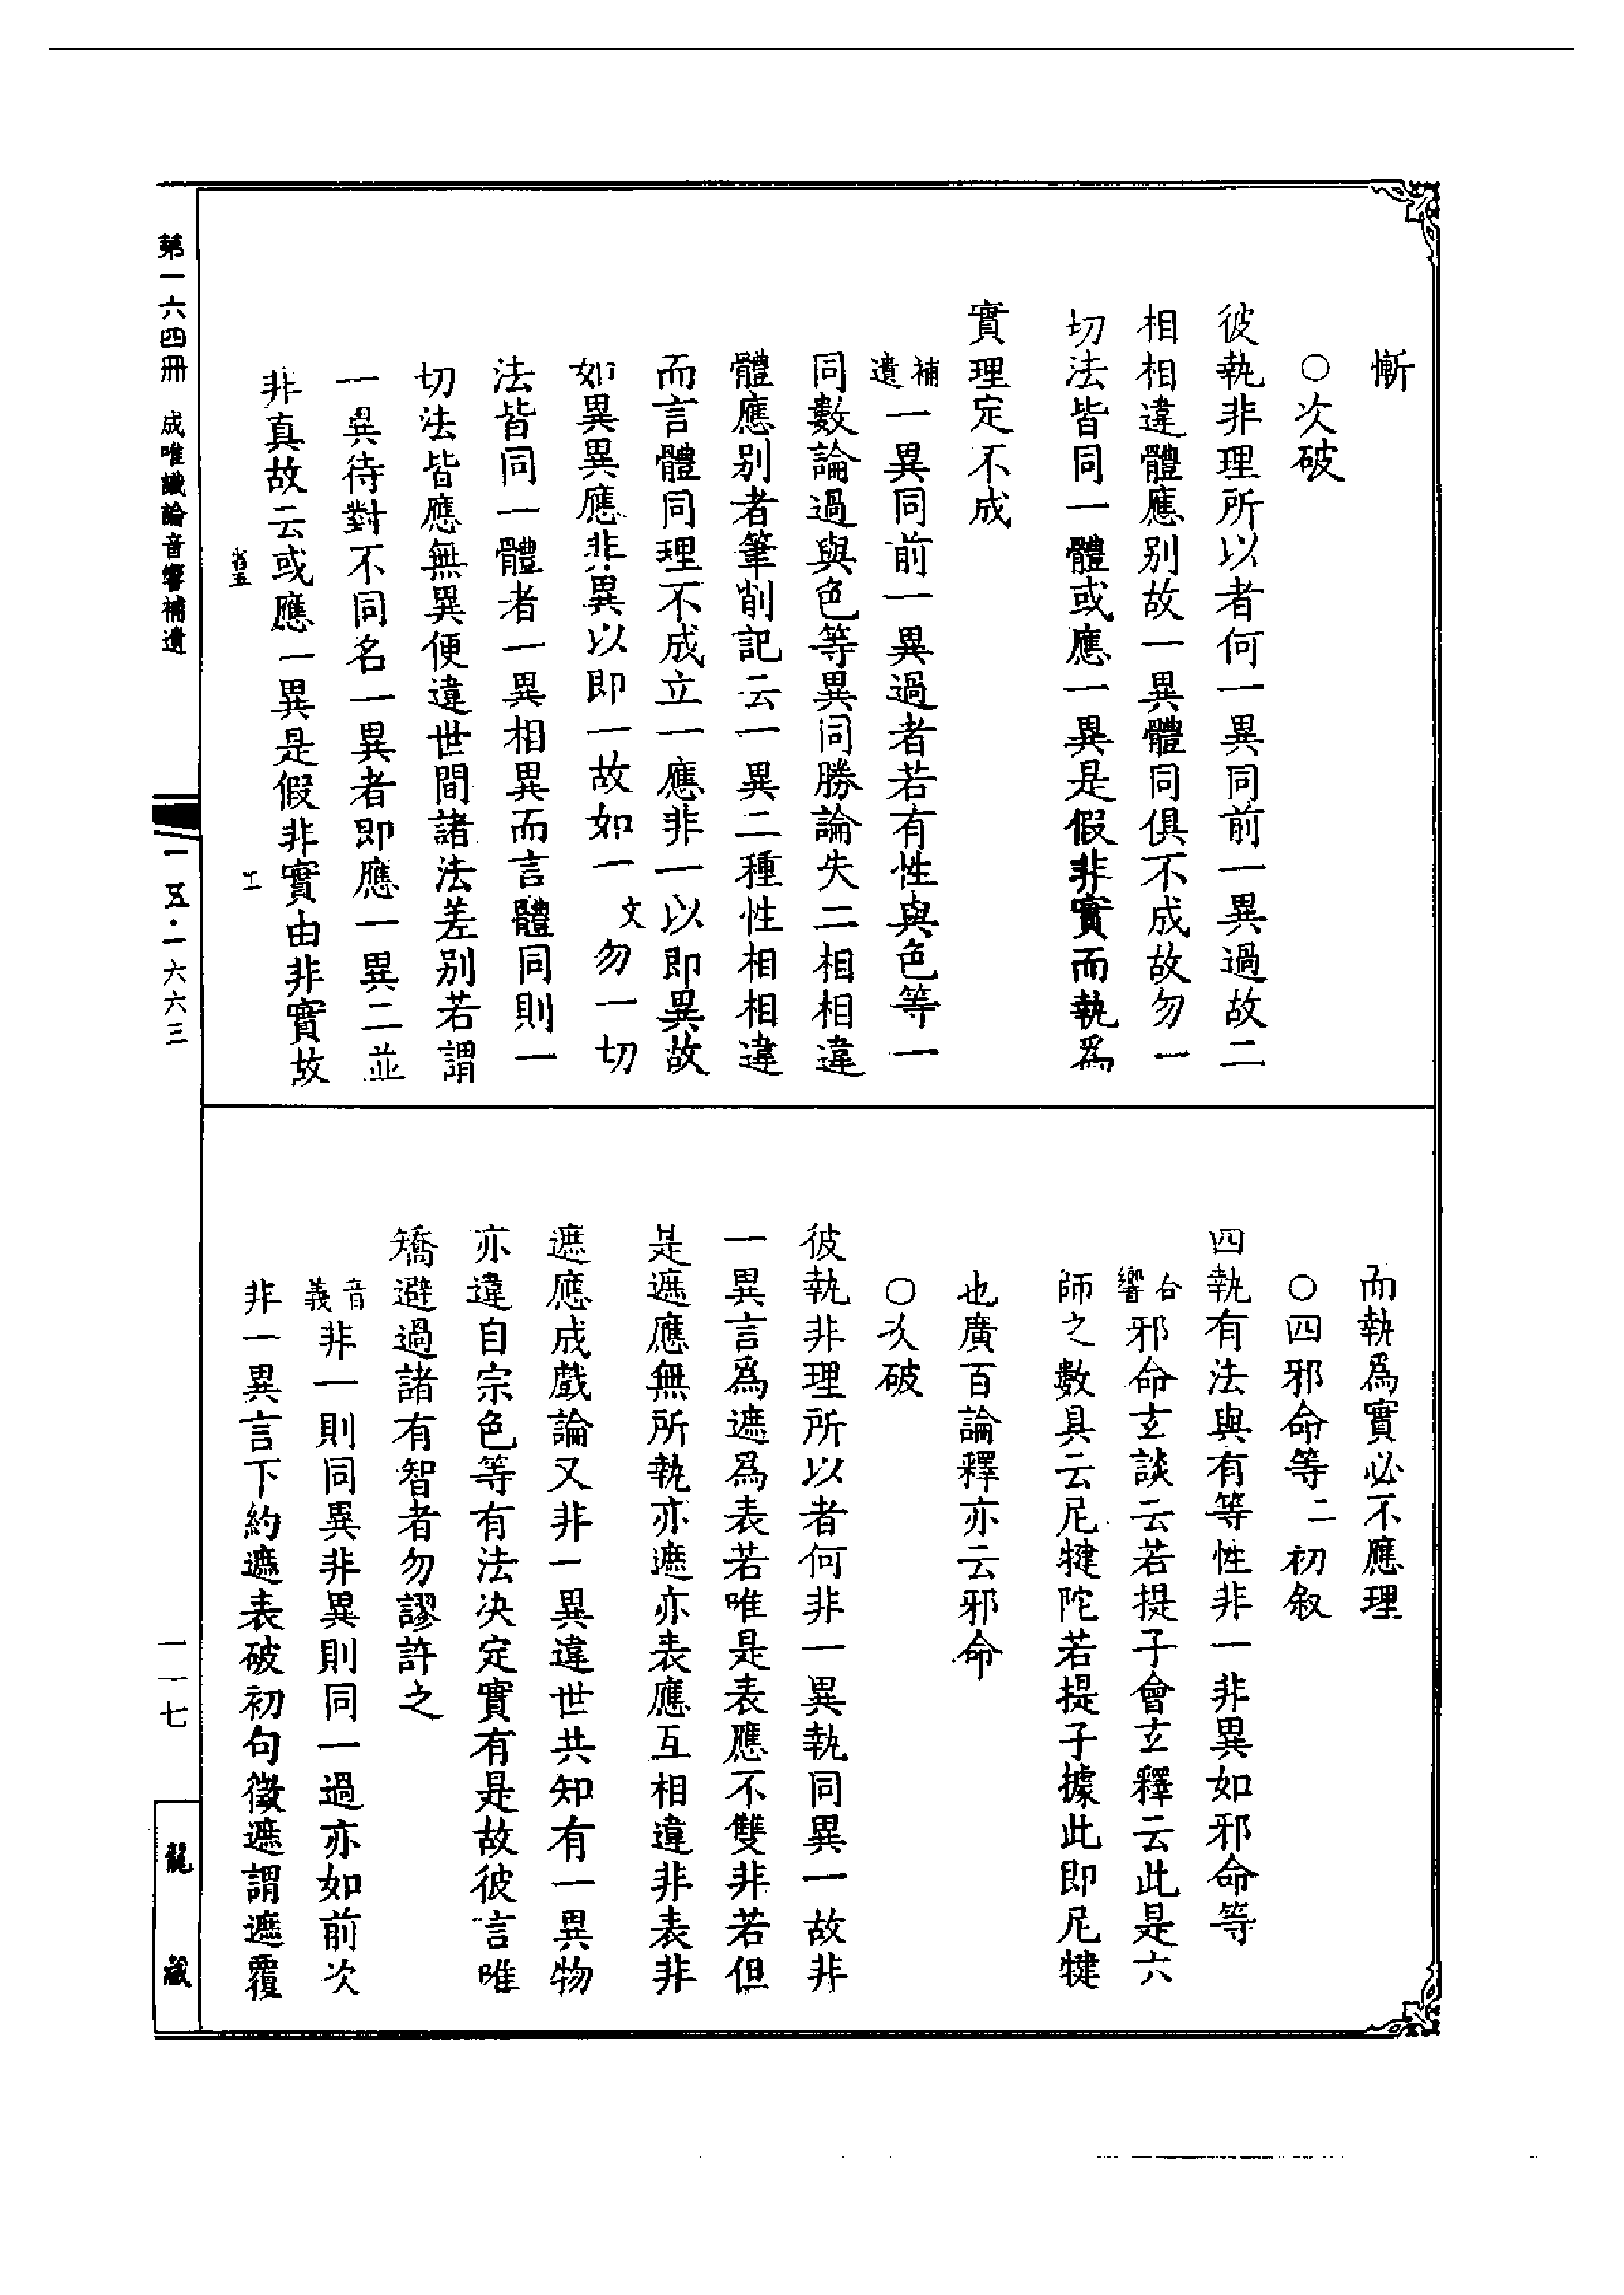 慚
○次破
彼執非理所以者何一異同前一異過故二
相相違體應別故一異體同俱不成故勿一
切法皆同一體或應一異是假非實而執爲
實理定不成
補遺一異同前一異過者若有性與色等一
同數論過與色等異同勝論失二相相違
體應別者筆削記云一異二種性相相違
而言體同理不成立一應非一以即異故
如異異應非異以即一故如一文勿一切
法皆同一體者一異相異而言體同則一
切法皆應無異便違世間諸法差別若謂
一異待對不同名一異者即應一異二並
非真故云或應一異是假非實由非實故
而執爲實必不應理
○四邪命等二初敘
四執有法與有等性非一非異如邪命等
合響邪命玄談云若提子會玄釋云此是六
師之數具云尼犍陀若提子據此即尼犍
也廣百論釋亦云邪命
○次破
彼執非理所以者何非一異執同異一故非
一異言爲遮爲表若唯是表應不雙非若但
是遮應無所執亦遮亦表應互相違非表非
遮應成戲論又非一異違世共知有一異物
亦違自宗色等有法決定實有是故彼言唯
矯避過諸有智者勿謬許之
音義非一則同異非異則同一過亦如前次
非一異言下約遮表破初句徵遮謂遮覆
第一六四冊 成唯識論音響補遺
一五·一六六三
一一七
龍藏